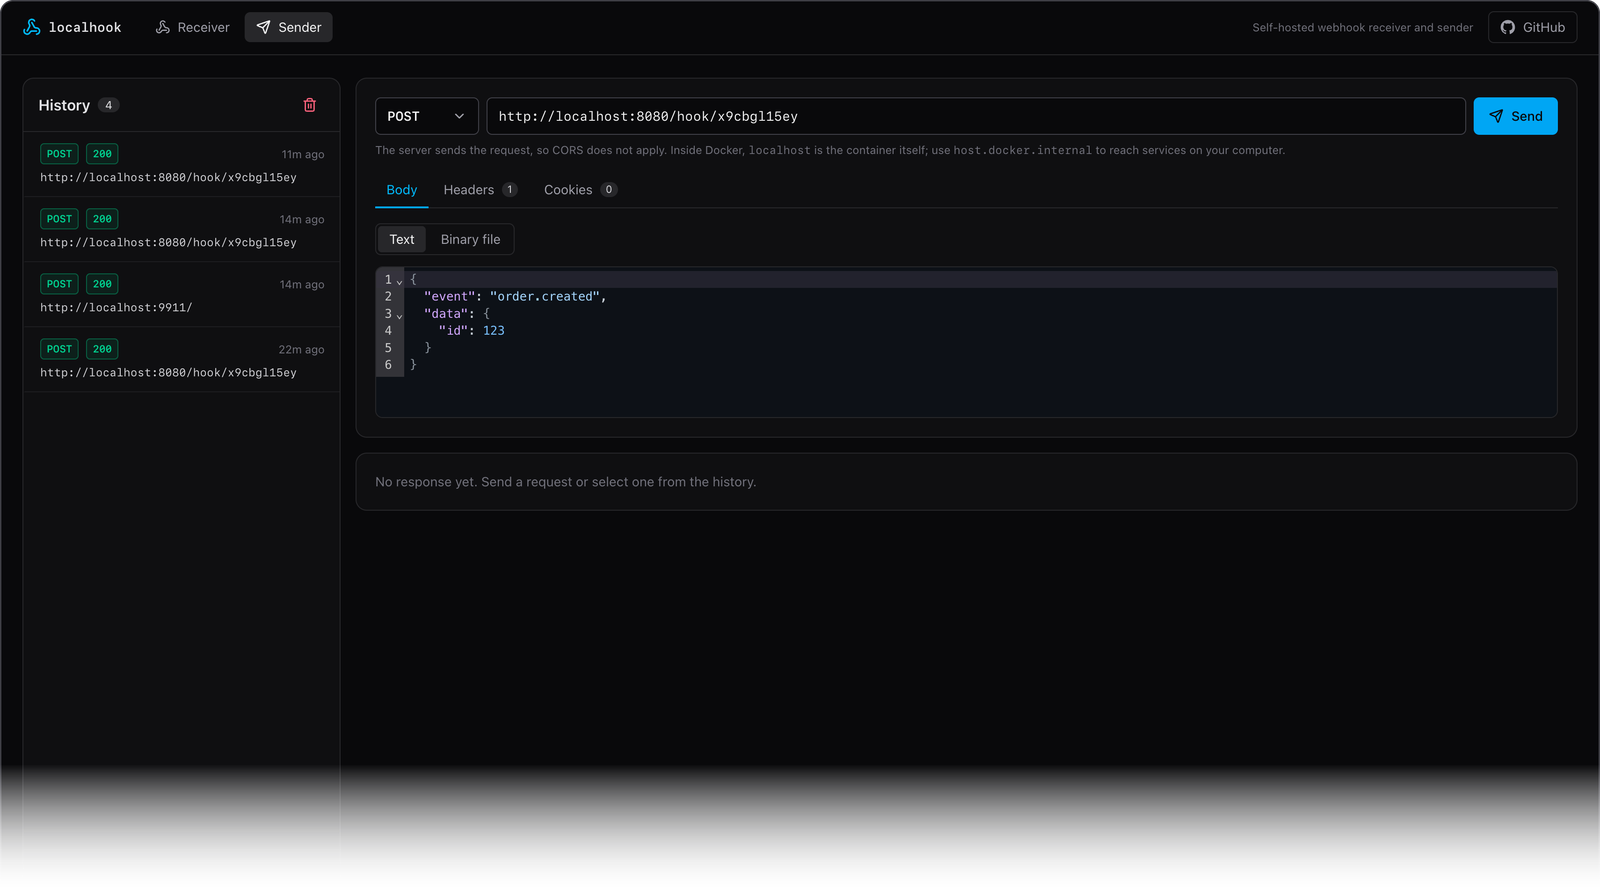 localhook Receiver Sender Self-hosted webhook receiver and sender GitHub
History 4
POST 200 11m ago
http://localhost:8080/hook/x9cbgl15ey
POST 200 14m ago
http://localhost:8080/hook/x9cbgl15ey
POST 200 14m ago
http://localhost:9911/
POST 200 22m ago
http://localhost:8080/hook/x9cbgl15ey
POST http://localhost:8080/hook/x9cbgl15ey Send
The server sends the request, so CORS does not apply. Inside Docker, localhost is the container itself; use host.docker.internal to reach services on your computer.
Body Headers 1 Cookies 0
Text Binary file
1 {
2 "event": "order.created",
3 "data": {
4 "id": 123
5 }
6 }
No response yet. Send a request or select one from the history.